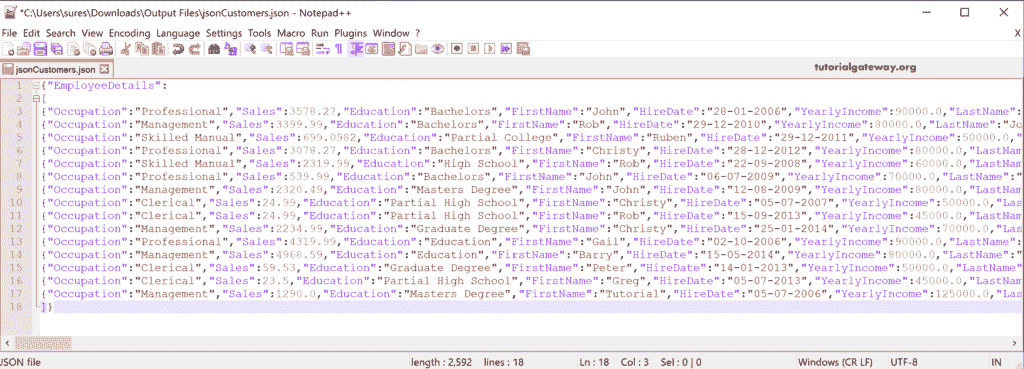 *C:\Users\sures\Downloads\Output Files\jsonCustomers.json - Notepad++
File Edit Search View Encoding Language Settings Tools Macro Run Plugins Window ? X
jsonCustomers.json tutorialgateway.org
1 {"EmployeeDetails":
2 [
3 {"Occupation":"Professional","Sales":3578.27,"Education":"Bachelors","FirstName":"John","HireDate":"28-01-2006","YearlyIncome":90000.0,"LastName":
4 {"Occupation":"Management","Sales":3399.99,"Education":"Bachelors","FirstName":"Rob","HireDate":"29-12-2010","YearlyIncome":80000.0,"LastName":"Jo
5 {"Occupation":"Skilled Manual","Sales":699.0982,"Education":"Partial College","FirstName":"Ruben","HireDate":"29-12-2011","YearlyIncome":50000.0,"
6 {"Occupation":"Professional","Sales":3078.27,"Education":"Bachelors","FirstName":"Christy","HireDate":"28-12-2012","YearlyIncome":80000.0,"LastNam
7 {"Occupation":"Skilled Manual","Sales":2319.99,"Education":"High School","FirstName":"Rob","HireDate":"22-09-2008","YearlyIncome":60000.0,"LastNam
8 {"Occupation":"Professional","Sales":539.99,"Education":"Bachelors","FirstName":"John","HireDate":"06-07-2009","YearlyIncome":70000.0,"LastName":"
9 {"Occupation":"Management","Sales":2320.49,"Education":"Masters Degree","FirstName":"John","HireDate":"12-08-2009","YearlyIncome":80000.0,"LastNam
10 {"Occupation":"Clerical","Sales":24.99,"Education":"Partial High School","FirstName":"Christy","HireDate":"05-07-2007","YearlyIncome":50000.0,"Las
11 {"Occupation":"Clerical","Sales":24.99,"Education":"Partial High School","FirstName":"Rob","HireDate":"15-09-2013","YearlyIncome":45000.0,"LastNam
12 {"Occupation":"Management","Sales":2234.99,"Education":"Graduate Degree","FirstName":"Christy","HireDate":"25-01-2014","YearlyIncome":70000.0,"Las
13 {"Occupation":"Professional","Sales":4319.99,"Education":"Education","FirstName":"Gail","HireDate":"02-10-2006","YearlyIncome":90000.0,"LastName":
14 {"Occupation":"Management","Sales":4968.59,"Education":"Education","FirstName":"Barry","HireDate":"15-05-2014","YearlyIncome":80000.0,"LastName":"
15 {"Occupation":"Clerical","Sales":59.53,"Education":"Graduate Degree","FirstName":"Peter","HireDate":"14-01-2013","YearlyIncome":50000.0,"LastName"
16 {"Occupation":"Clerical","Sales":23.5,"Education":"Partial High School","FirstName":"Greg","HireDate":"05-07-2013","YearlyIncome":45000.0,"LastNam
17 {"Occupation":"Management","Sales":1290.0,"Education":"Masters Degree","FirstName":"Tutorial","HireDate":"05-07-2006","YearlyIncome":125000.0,"Las
18 ]}
JSON file length : 2,592 lines : 18 Ln : 18 Col : 3 Sel : 0 | 0 Windows (CR LF) UTF-8 IN